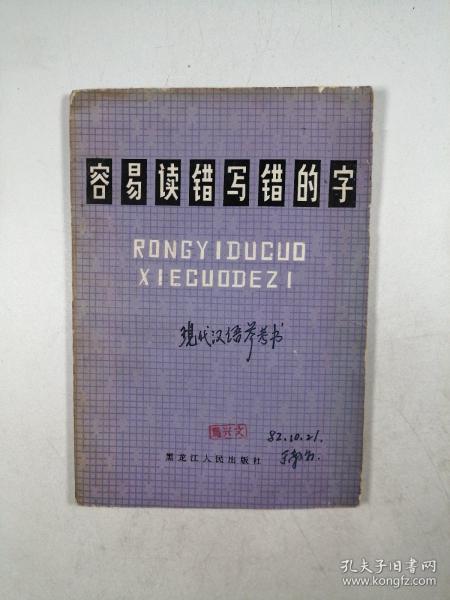 容易读错写错的字
RONGYIDUCUO
XIECUODEZI
现代汉语参考书
82.10.21.
黑龙江人民出版社
孔夫子旧书网
www.kongfz.com